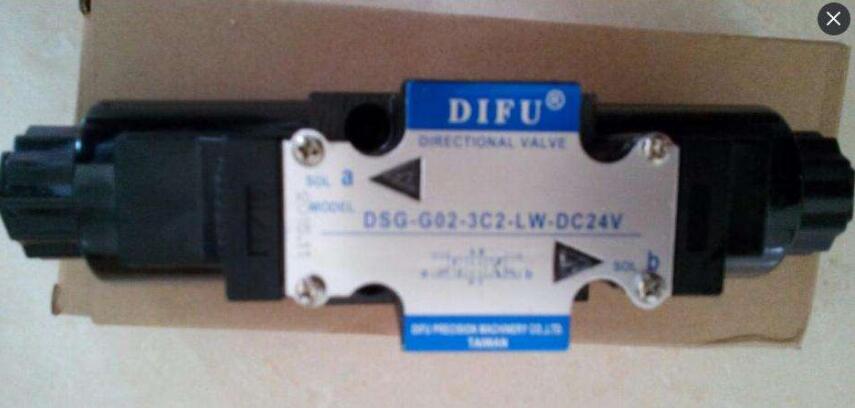 DIFU®
DIRECTIONAL VALVE
SOL a
MODEL
DSG-G02-3C2-LW-DC24V
SOL b
DIFU PRECISION MACHINERY CO.,LTD.
TAIWAN